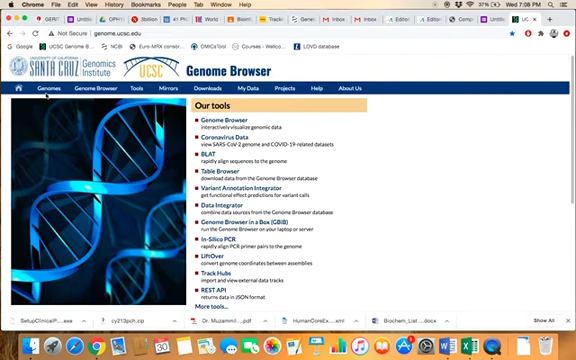 Chrome File Edit View History Bookmarks People Tab Window Help 37% Wed 7:08 PM
Not Secure | genome.ucsc.edu
Google UCSC Genome B... NCBI Euro-MRX consor... OMICTool Courses - Wellco... LOVD database
UNIVERSITY OF CALIFORNIA
SANTA CRUZ Genomics Institute UCSC Genome Browser
Genomes Genome Browser Tools Mirrors Downloads My Data Projects Help About Us
Our tools
Genome Browser
interactively visualize genomic data
Coronavirus Data
view SARS-CoV-2 genome and COVID-19-related datasets
BLAT
rapidly align sequences to the genome
Table Browser
download data from the Genome Browser database
Variant Annotation Integrator
get functional effect predictions for variant calls
Data Integrator
combine data sources from the Genome Browser database
Genome Browser in a Box (GBiB)
run the Genome Browser on your laptop or server
In-Silico PCR
rapidly align PCR primer pairs to the genome
LiftOver
convert genome coordinates between assemblies
Track Hubs
import and view external data tracks
REST API
returns data in JSON format
More tools...
SetupClinicalP....exe cy213pch.zip Dr. Muzammil....pdf HumanCoreEx....xml Biochem_List....docx Show All